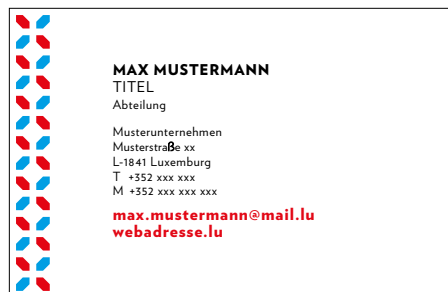 MAX MUSTERMANN
TITEL
Abteilung
Musterunternehmen
Musterstraße xx
L-1841 Luxemburg
T +352 xxx xxx
M +352 xxx xxx xxx
max.mustermann@mail.lu
webadresse.lu